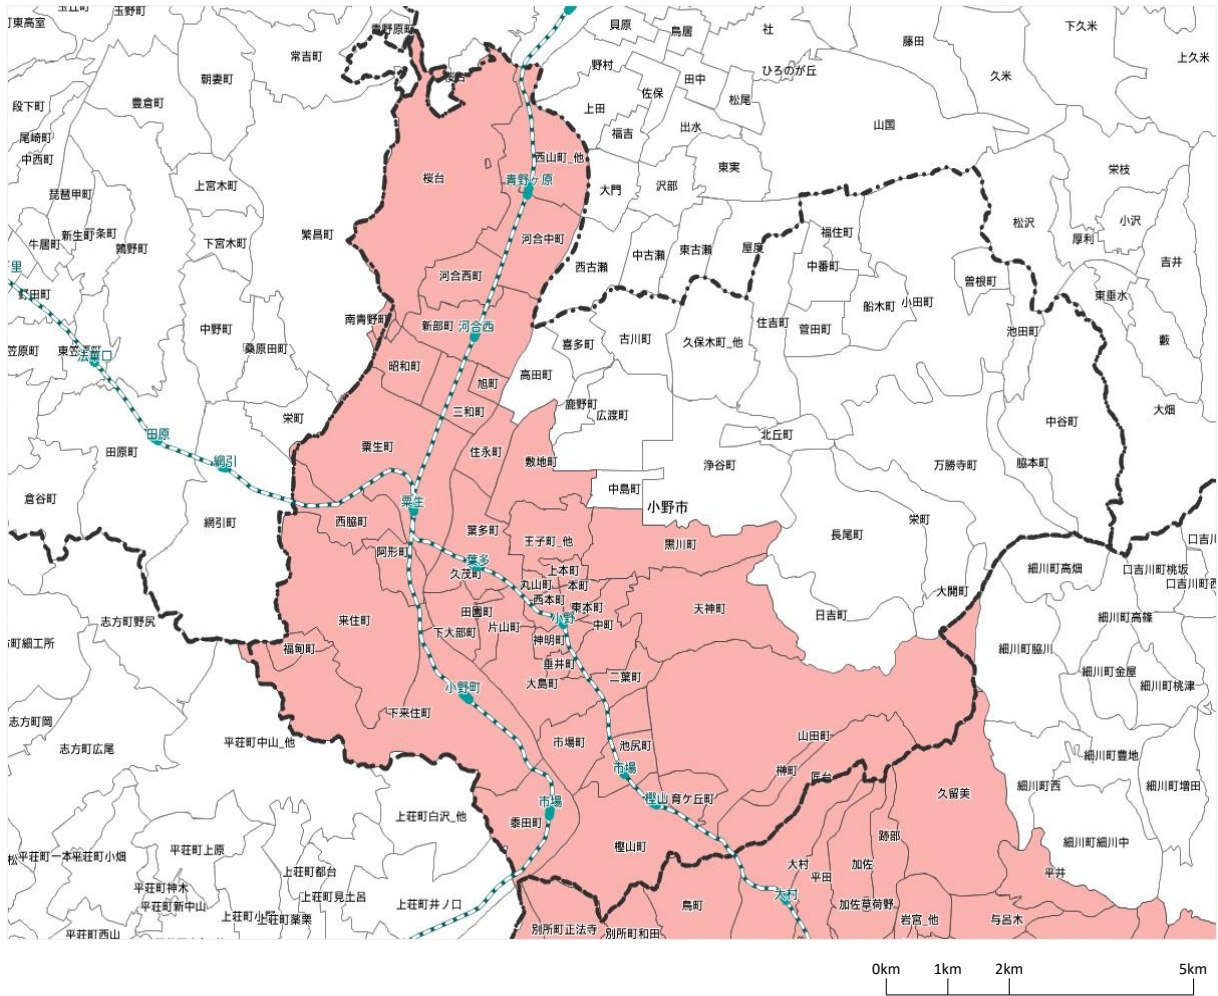 玉野町
町東高室
常吉町
青野原町
貝原
鳥居
社
藤田
下久米
上久米
朝妻町
桜台
野村
田中
ひろのが丘
久米
豊倉町
段下町
佐保
松尾
上田
尾崎町
福吉
出水
山国
中西町
西山町_他
東実
栄枝
上宮木町
桜台
青野ヶ原
大門
沢部
琵琶甲町
松沢
小沢
新生町
牛居町
鶉野町
下宮木町
繁昌町
河合中町
福住町
厚利
西古瀬
中古瀬
東古瀬
屋度
吉井
中番町
河合西町
曽根町
野田町
東垂水
船木町
小田町
南青野町
新部町
河合西
中野町
住吉町
菅田町
池田町
藪
笠原町
法華口
桑原田町
喜多町
古川町
久保木町_他
昭和町
高田町
旭町
鹿野町
広渡町
大畑
栄町
三和町
中谷町
田原
北丘町
田原町
網引
粟生町
住永町
敷地町
浄谷町
万勝寺町
脇本町
倉谷町
粟生
中島町
小野市
網引町
西脇町
葉多町
王子町_他
黒川町
長尾町
栄町
阿形町
葉多
久茂町
上本町
丸山町
本町
細川町高畑
口吉川町桃坂
大開町
西本町
東本町
天神町
日吉町
細川町高篠
志方町野尻
来住町
田園町
片山町
小野
中町
下大部町
神明町
福甸町
細川町脇川
垂井町
細川町金屋
大島町
二葉町
細川町桃津
小野町
下来住町
志方町岡
志方町広尾
平荘町中山_他
市場町
池尻町
山田町
細川町豊地
市場
榊町
匠台
細川町西
細川町増田
市場
樫山
育ケ丘町
久留美
上荘町白沢_他
黍田町
跡部
細川町細川中
平荘町上原
樫山町
平荘町小畑
大村
加佐
平井
上荘町都台
平田
平荘町神木
上荘町見土呂
大村
平荘町新中山
上荘町井ノ口
鳥町
加佐草荷野
上荘町薬栗
岩宮_他
与呂木
平荘町西山
別所町正法寺
別所町和田
0km
1km
2km
5km